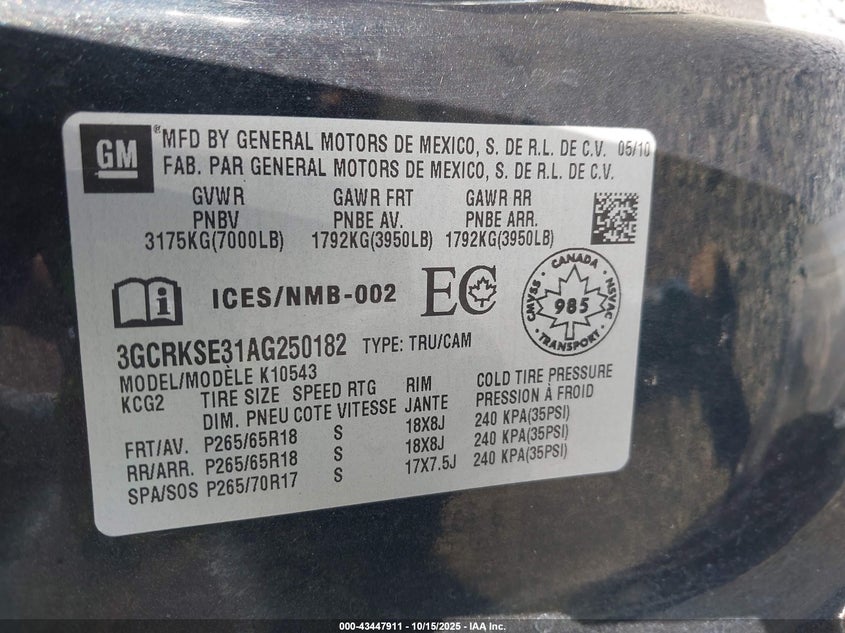 GM
®MFD BY GENERAL MOTORS DE MEXICO, S. DE R.L. DE C.V. 05/10
FAB. PAR GENERAL MOTORS DE MEXICO, S. DE R.L. DE C.V.
GVWR GAWR FRT GAWR RR
PNBV PNBE AV. PNBE ARR.
3175KG(7000LB) 1792KG(3950LB) 1792KG(3950LB)
ICES/NMB-002 EC
CANADA
CMVSS 985 NSVAC
TRANSPORT
3GCRKSE31AG250182 TYPE: TRU/CAM
MODEL/MODÈLE K10543
KCG2 TIRE SIZE SPEED RTG RIM COLD TIRE PRESSURE
DIM. PNEU COTE VITESSE JANTE PRESSION À FROID
FRT/AV. P265/65R18 S 18X8J 240 KPA(35PSI)
RR/ARR. P265/65R18 S 18X8J 240 KPA(35PSI)
SPA/SOS P265/70R17 S 17X7.5J 240 KPA(35PSI)
000-43447911 - 10/15/2025 - IAA Inc.